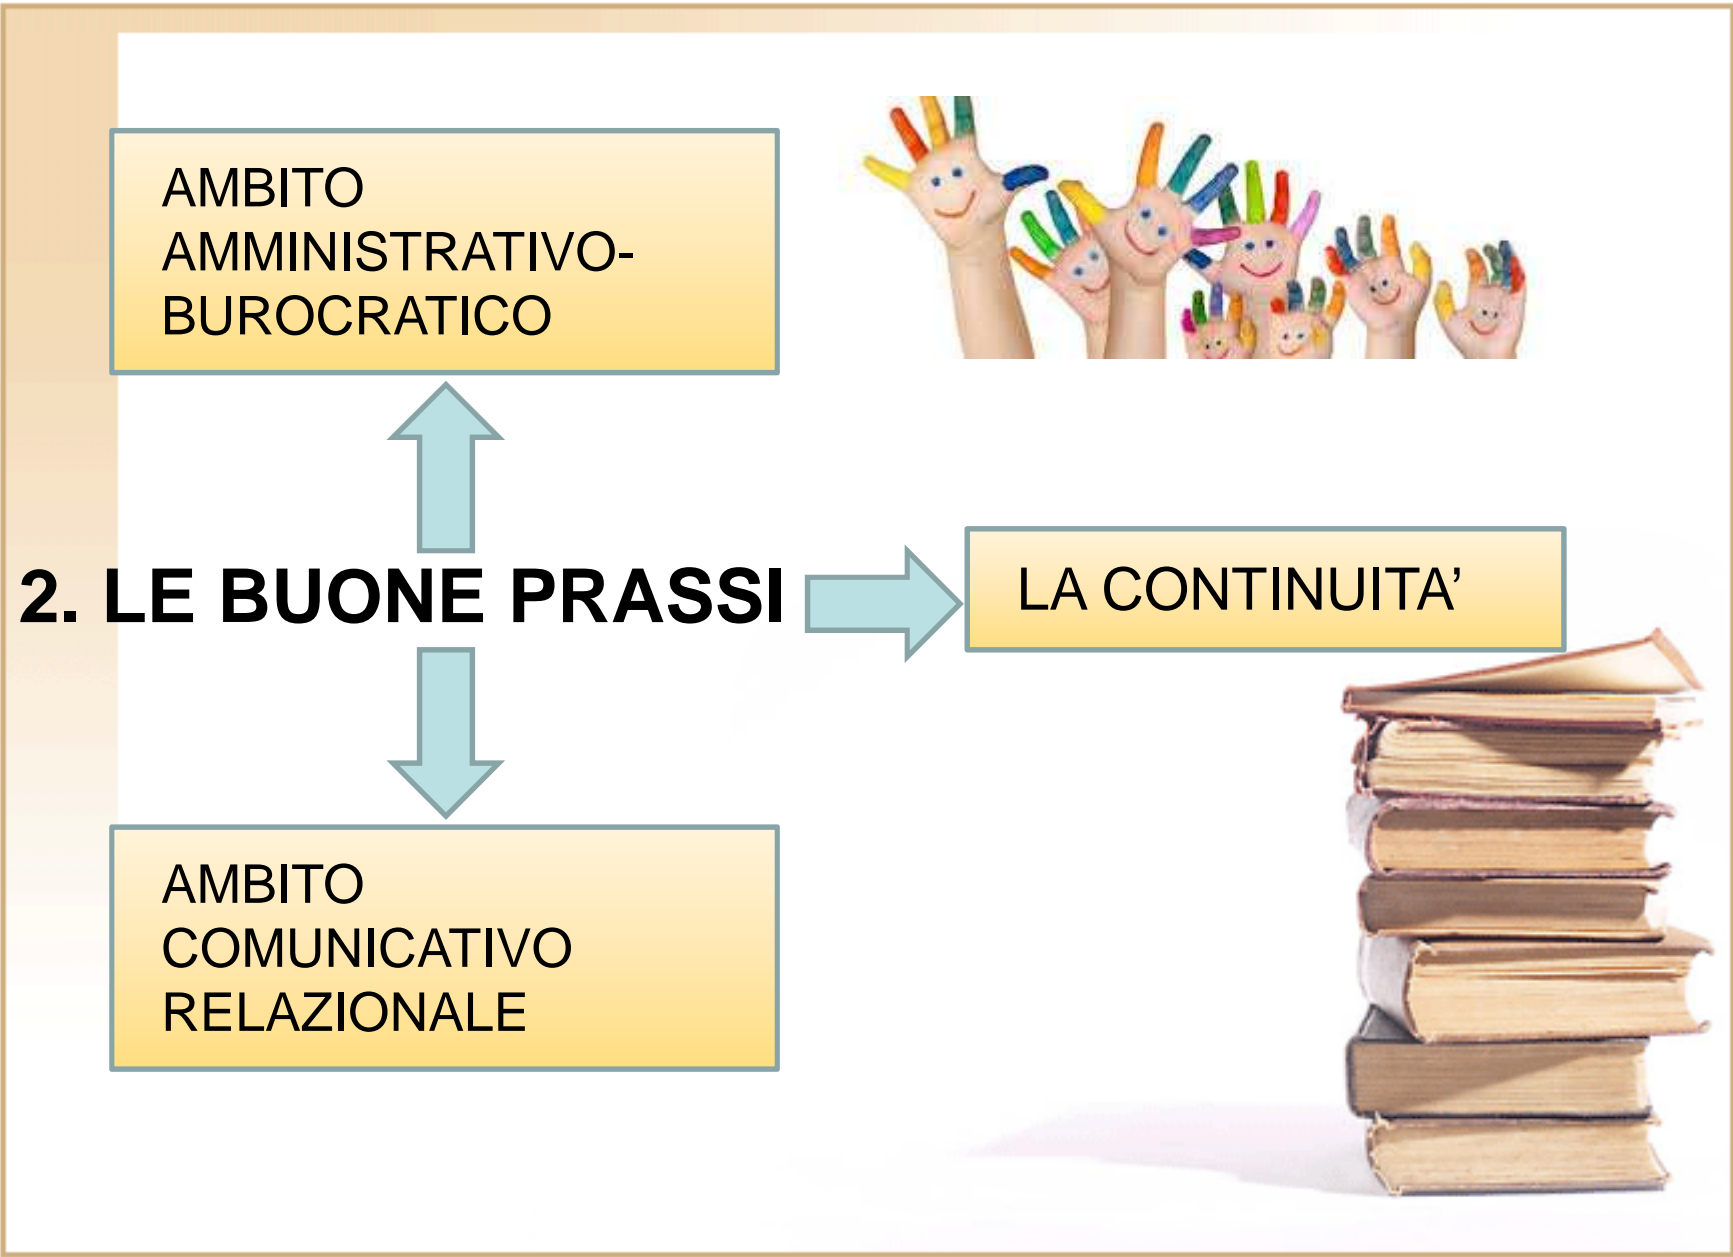 AMBITO
AMMINISTRATIVO-
BUROCRATICO
2. LE BUONE PRASSI
LA CONTINUITA’
AMBITO
COMUNICATIVO
RELAZIONALE